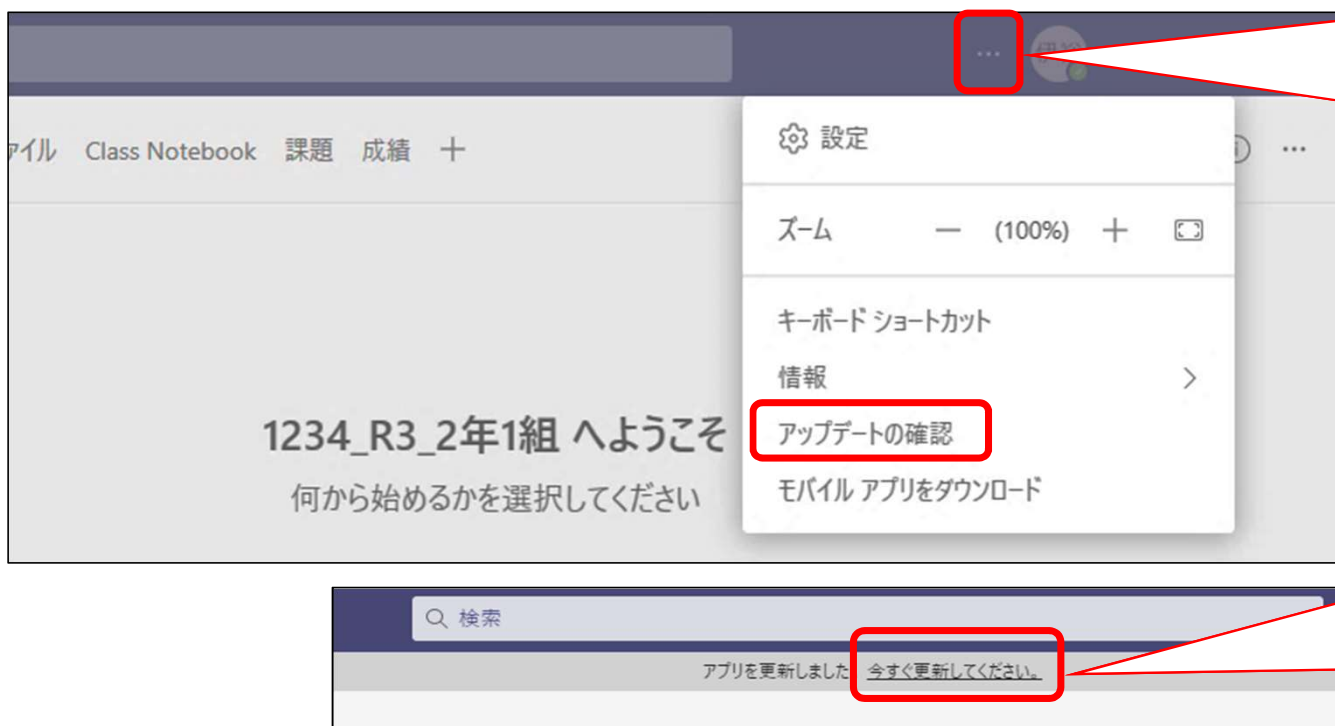 …
設定
ァイル Class Notebook 課題 成績 + …
ズーム — (100%) +
キーボード ショートカット
情報 >
1234_R3_2年1組 へようこそ
アップデートの確認
何から始めるかを選択してください
モバイル アプリをダウンロード
検索
アプリを更新しました 今すぐ更新してください。